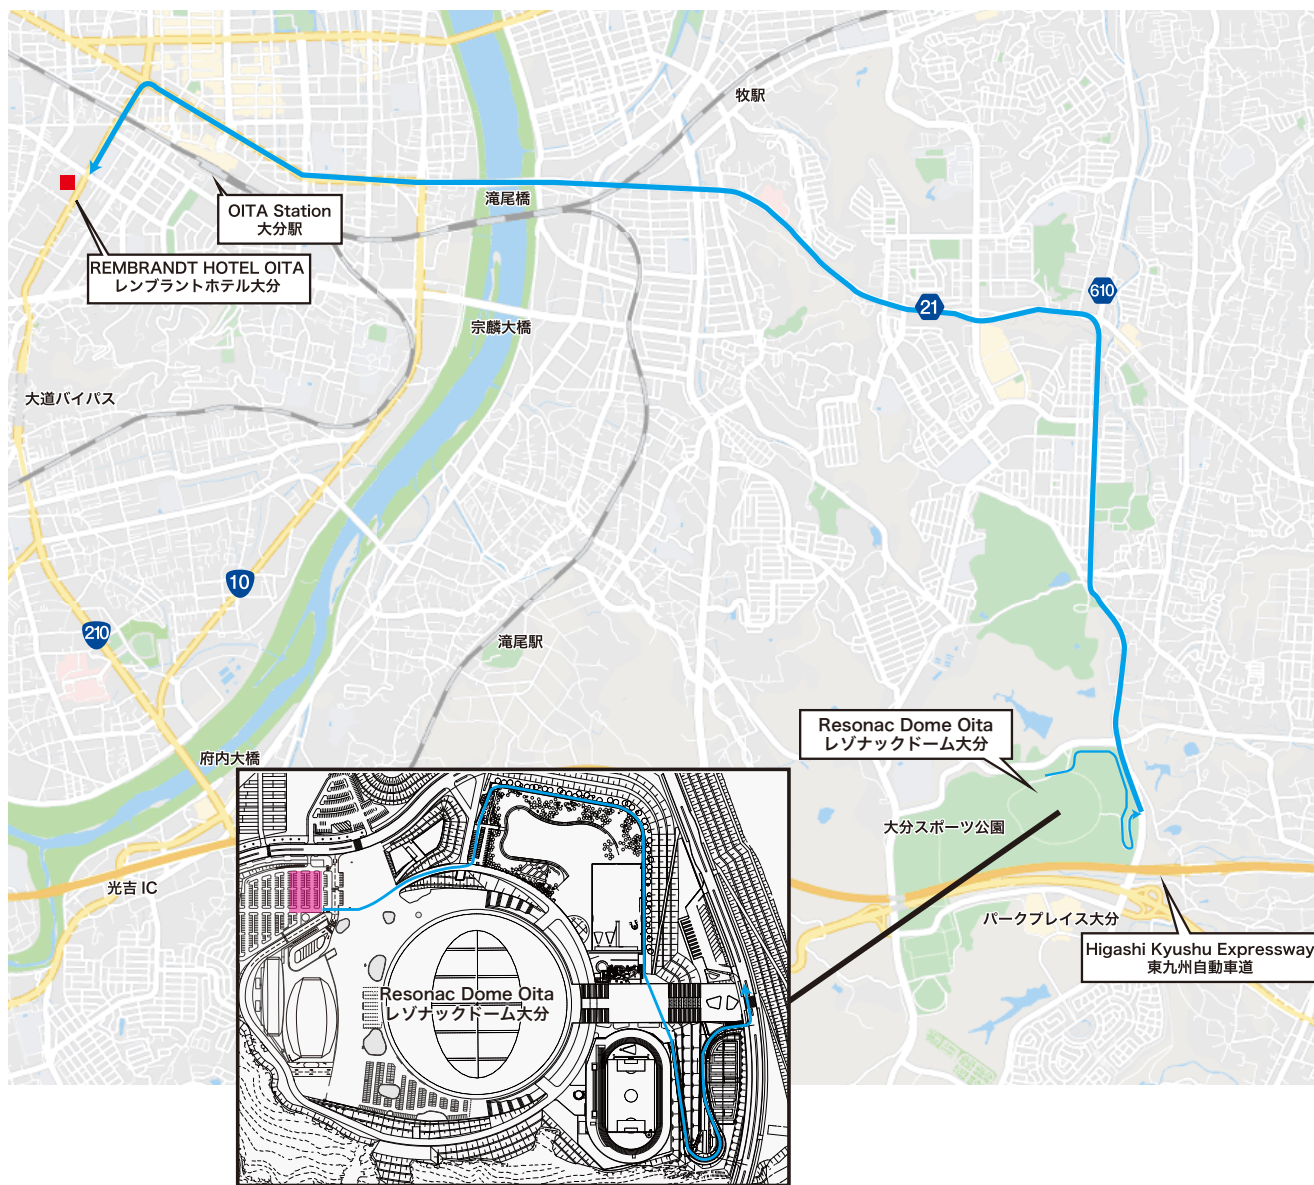 牧駅
滝尾橋
OITA Station
大分駅
REMBRANDT HOTEL OITA
レンブラントホテル大分
610
21
宗麟大橋
大道バイパス
10
210
滝尾駅
Resonac Dome Oita
レゾナックドーム大分
府内大橋
大分スポーツ公園
光吉 IC
パークプレイス大分
Higashi Kyushu Expressway
東九州自動車道
Resonac Dome Oita
レゾナックドーム大分